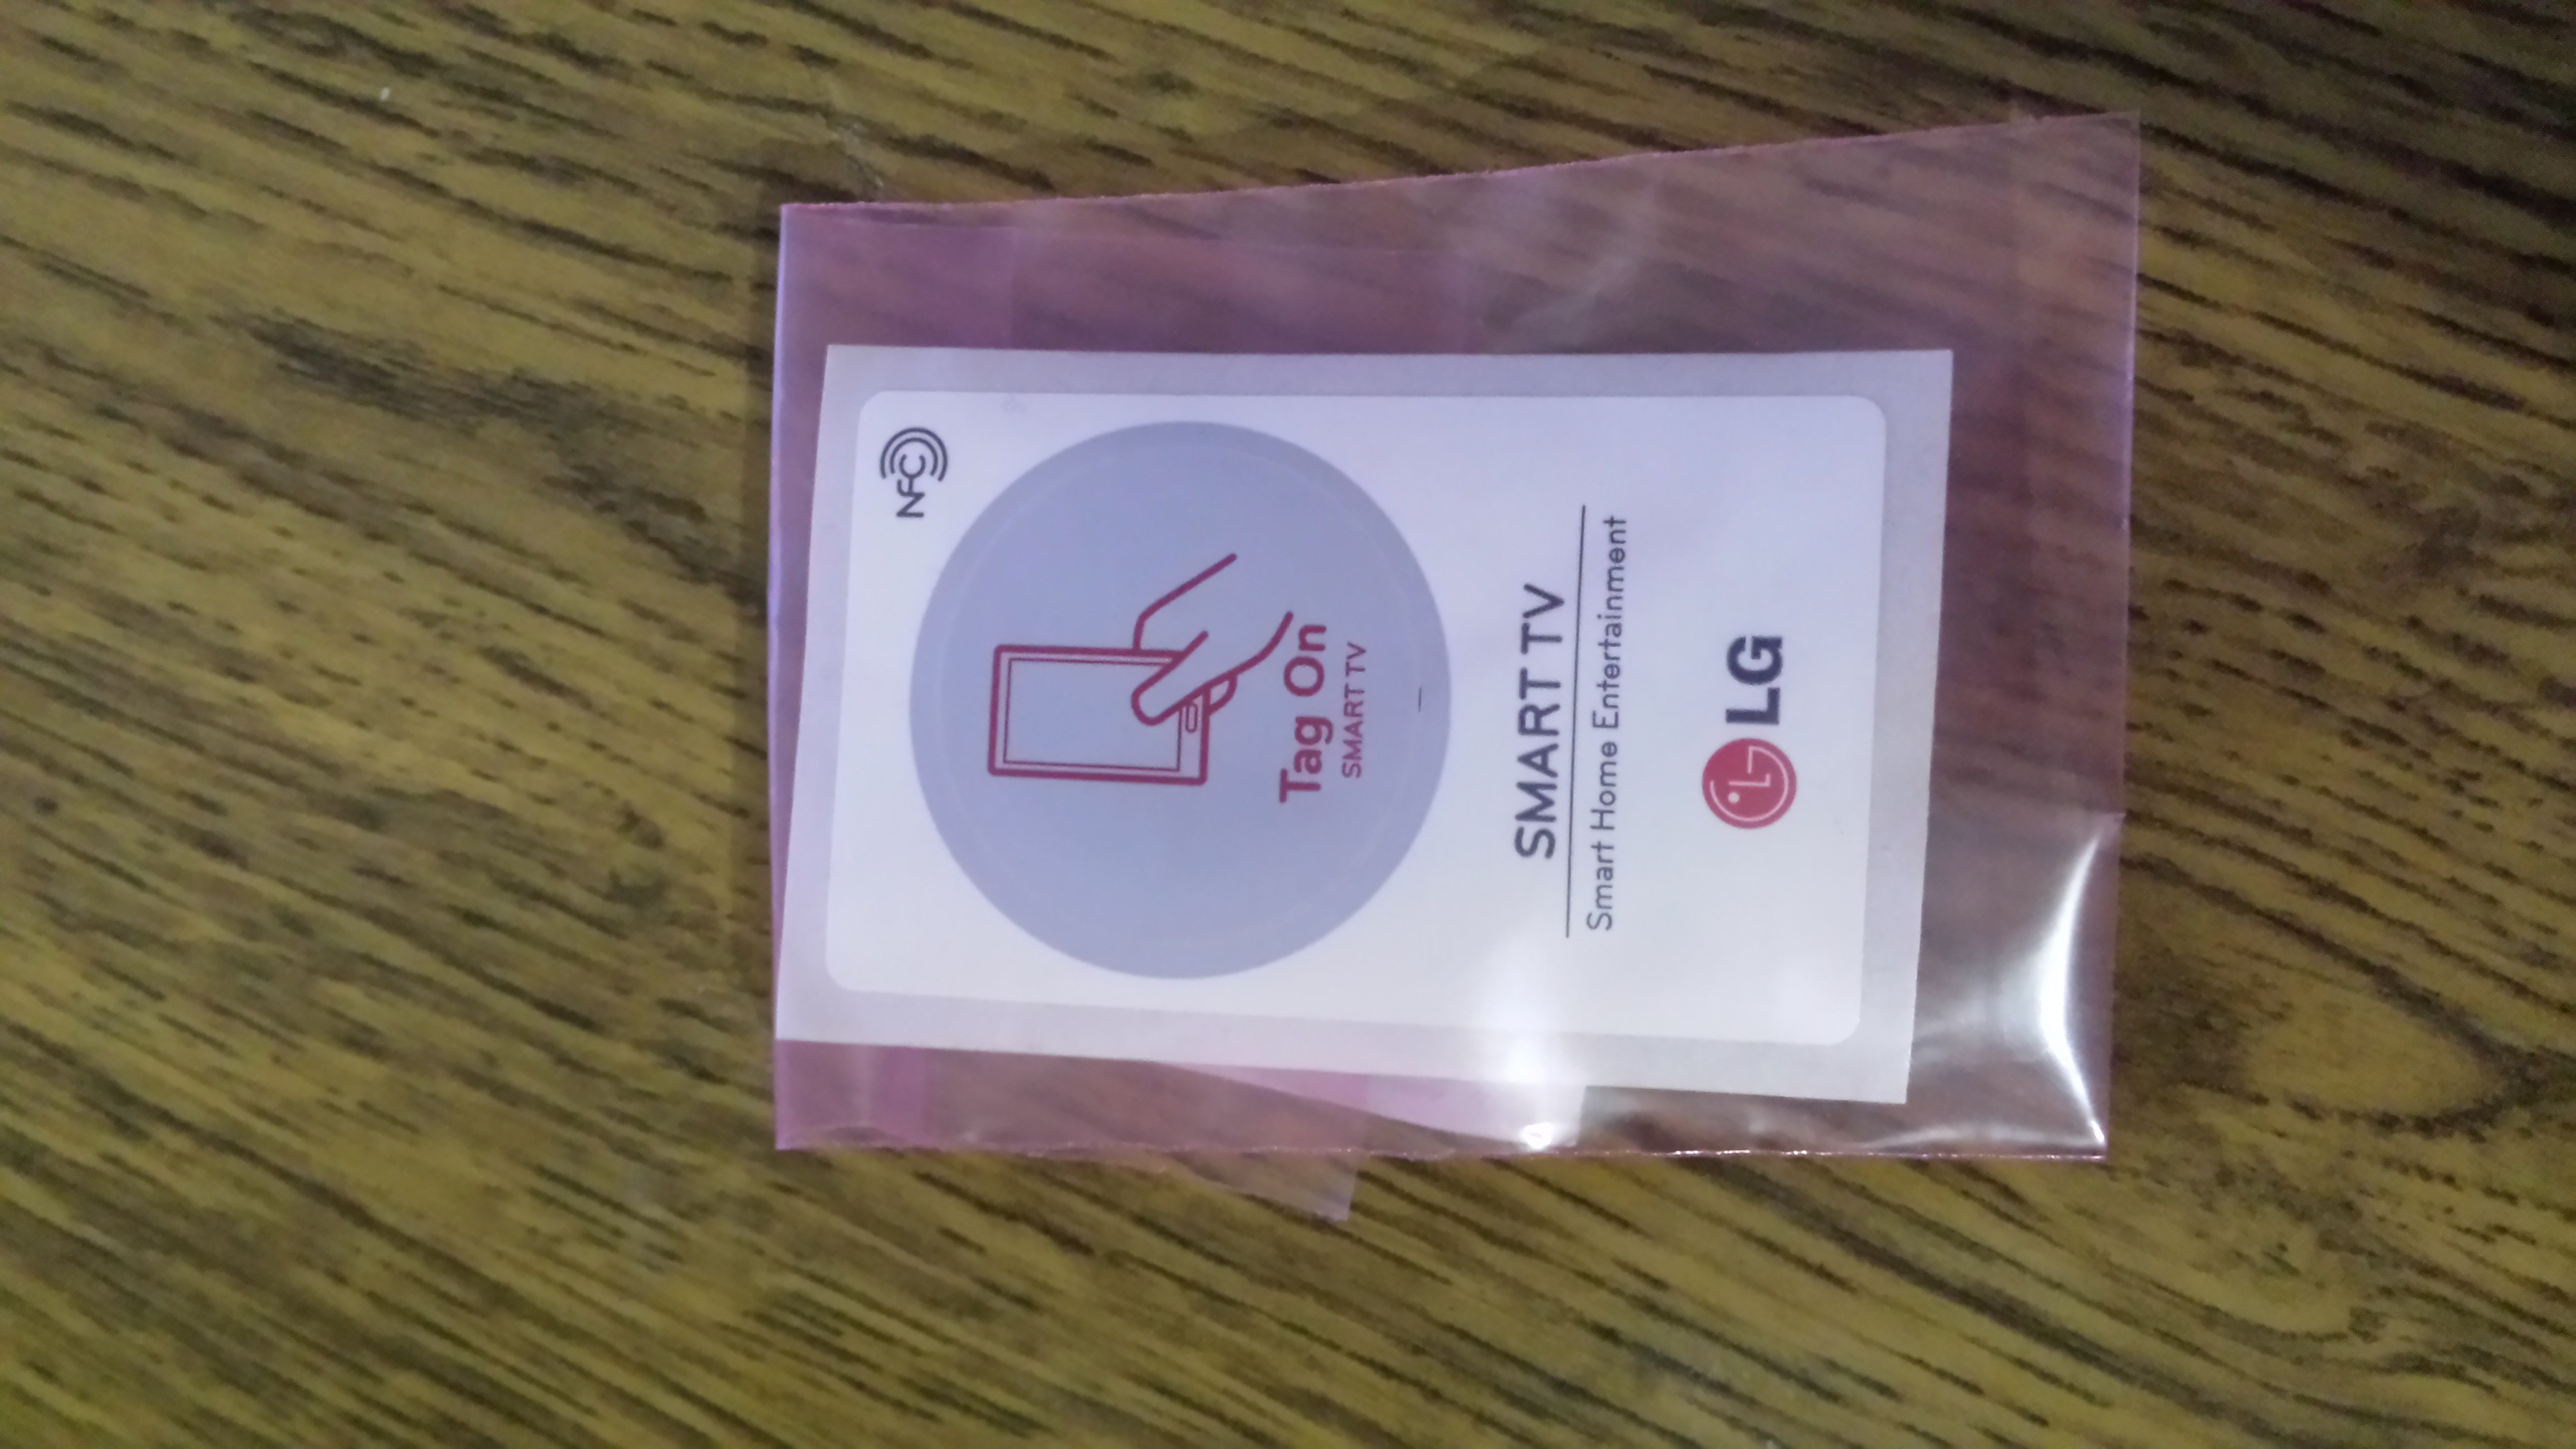 NFC
Tag On
SMART TV
SMART TV
Smart Home Entertainment
LG